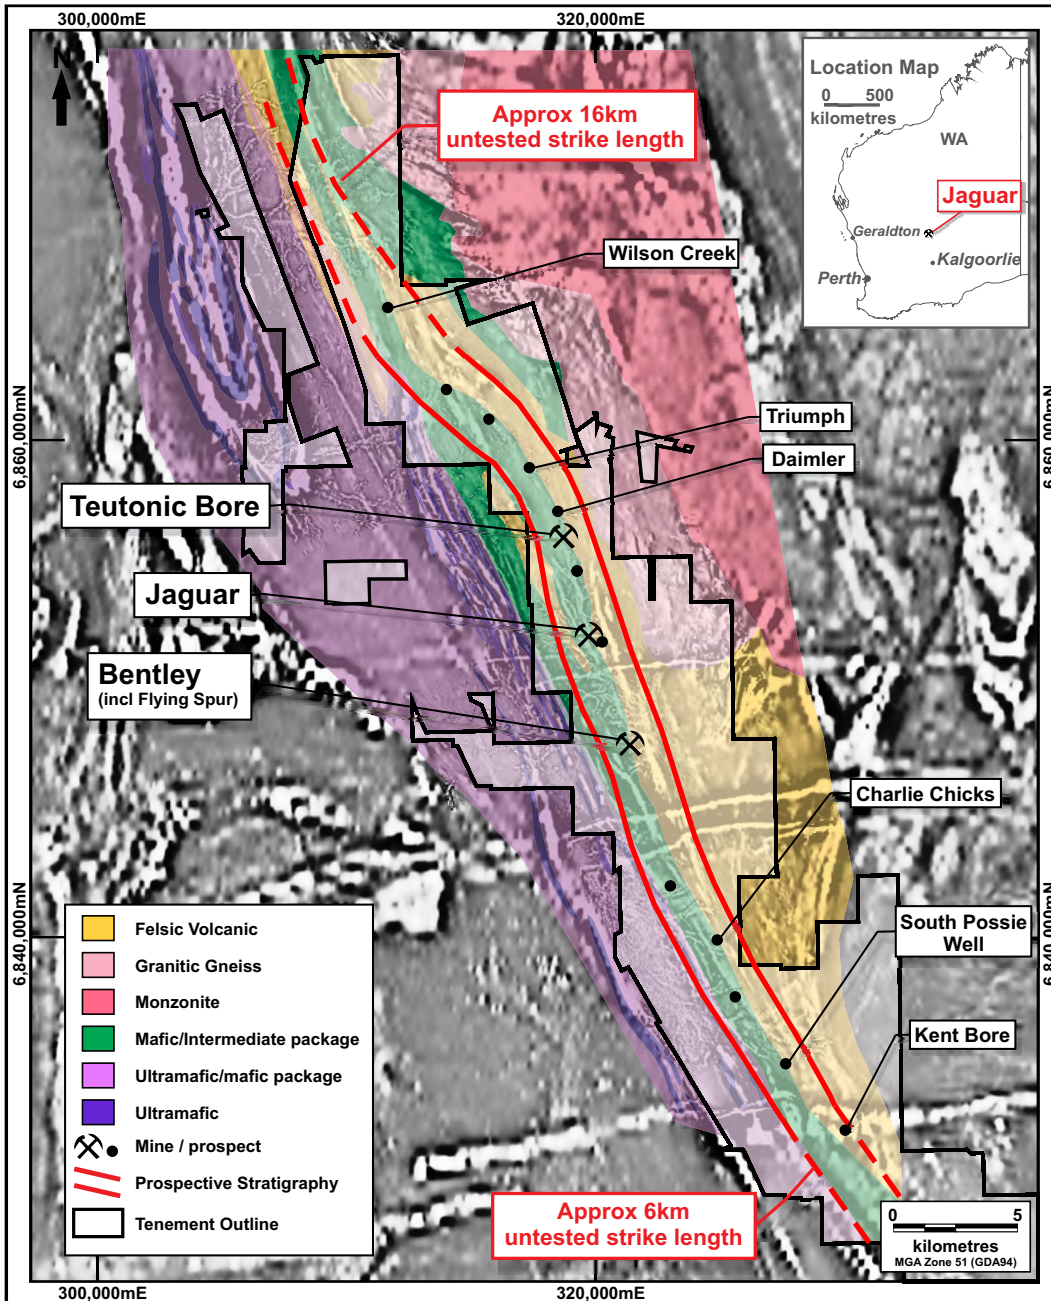 300,000mE
320,000mE
N
Location Map
0 500
kilometres
WA
Jaguar
Geraldton
Kalgoorlie
Perth
Approx 16km
untested strike length
Wilson Creek
6,860,000mN
6,860,000mN
Triumph
Daimler
Teutonic Bore
Jaguar
Bentley
(incl Flying Spur)
Charlie Chicks
South Possie
Well
Kent Bore
6,840,000mN
6,840,000mN
Felsic Volcanic
Granitic Gneiss
Monzonite
Mafic/Intermediate package
Ultramafic/mafic package
Ultramafic
Mine / prospect
Prospective Stratigraphy
Tenement Outline
Approx 6km
untested strike length
0 5
kilometres
MGA Zone 51 (GDA94)
300,000mE
320,000mE